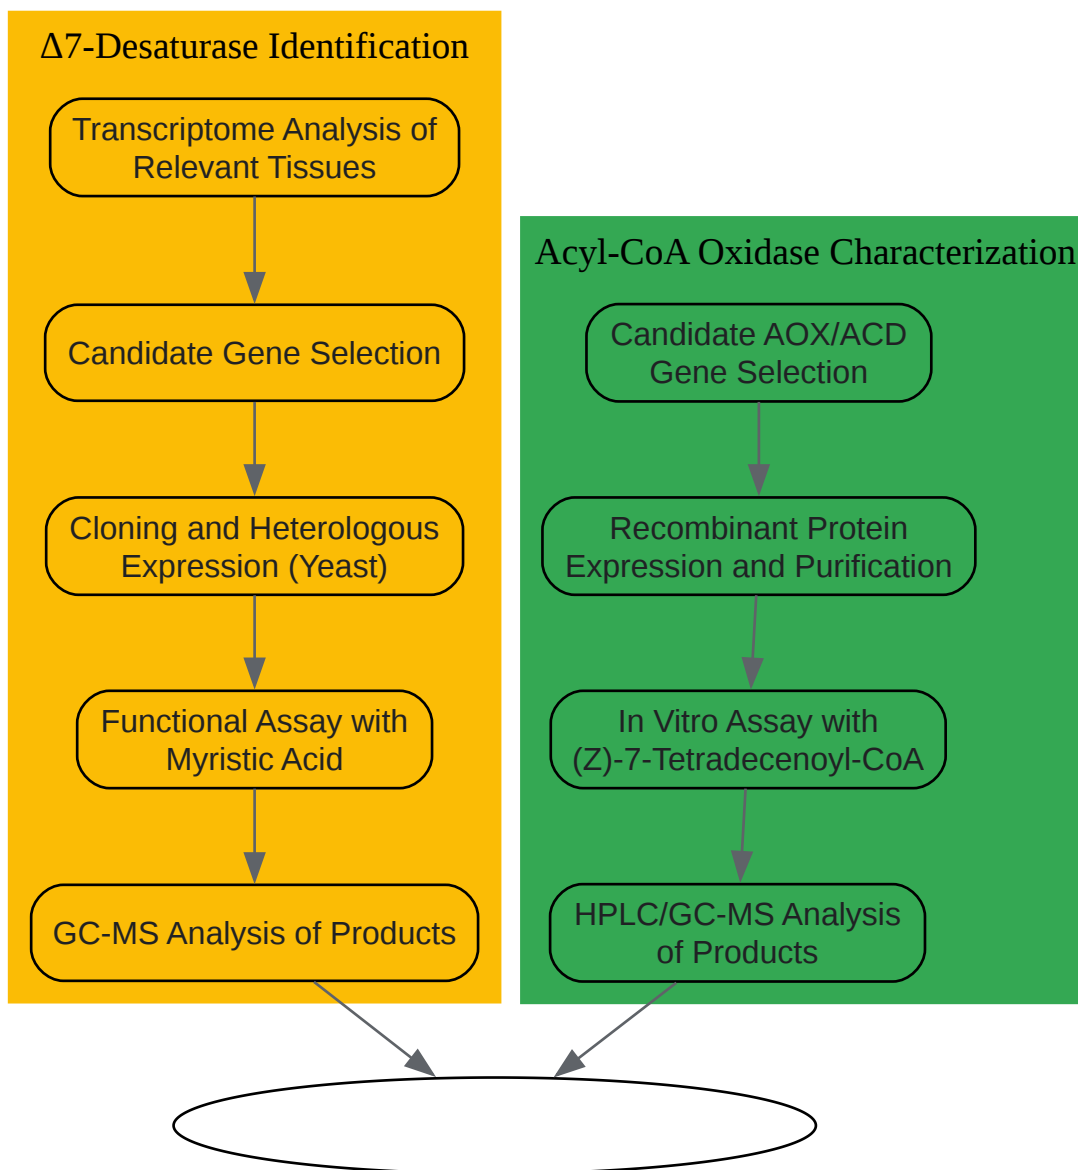 Δ7-Desaturase Identification
Transcriptome Analysis of
Relevant Tissues
Candidate Gene Selection
Cloning and Heterologous
Expression (Yeast)
Functional Assay with
Myristic Acid
GC-MS Analysis of Products
Acyl-CoA Oxidase Characterization
Candidate AOX/ACD
Gene Selection
Recombinant Protein
Expression and Purification
In Vitro Assay with
(Z)-7-Tetradecenoyl-CoA
HPLC/GC-MS Analysis
of Products